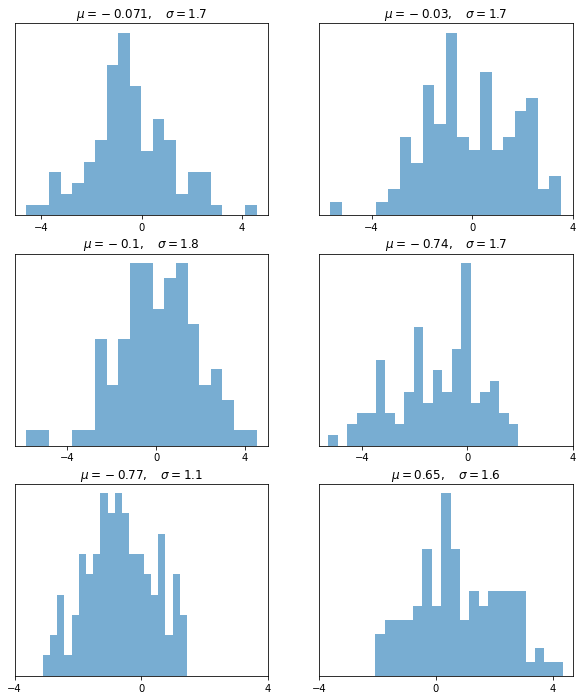 μ = −0.071,   σ = 1.7
μ = −0.03,   σ = 1.7
−4 0 4
−4 0 4
μ = −0.1,   σ = 1.8
μ = −0.74,   σ = 1.7
−4 0 4
−4 0 4
μ = −0.77,   σ = 1.1
μ = 0.65,   σ = 1.6
−4 0 4
−4 0 4